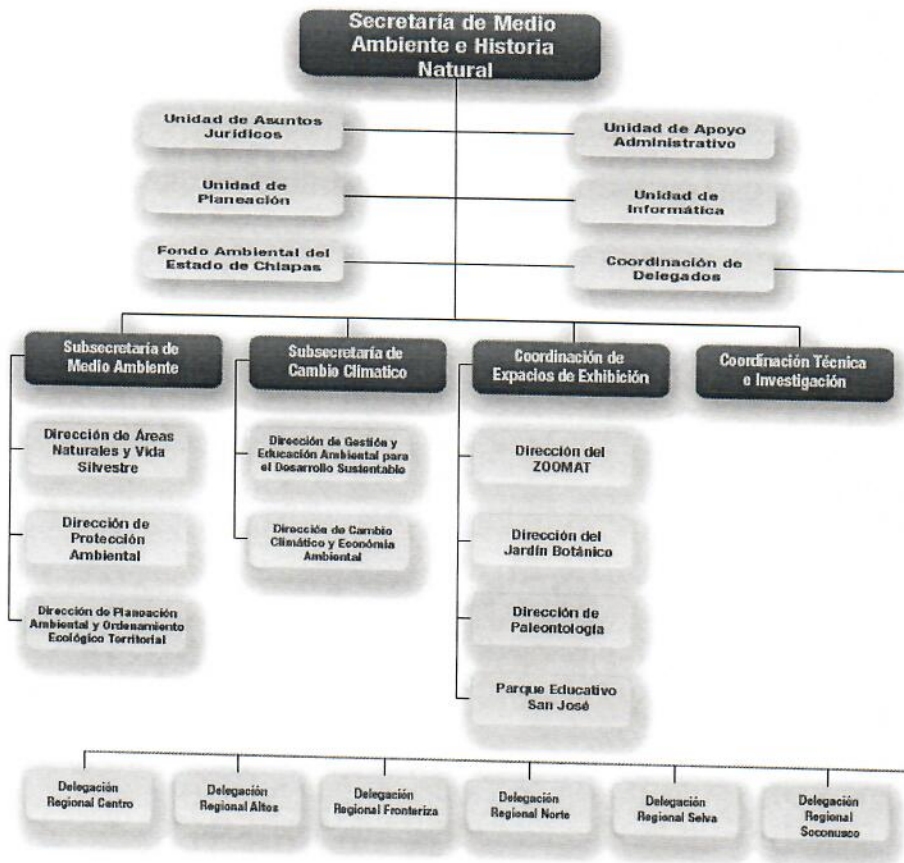 Secretaría de Medio
Ambiente e Historia
Natural
Unidad de Asuntos
Jurídicos
Unidad de Apoyo
Administrativo
Unidad de
Planeación
Unidad de
Informática
Fondo Ambiental del
Estado de Chiapas
Coordinación de
Delegados
Subsecretaría de
Medio Ambiente
Subsecretaría de
Cambio Climatico
Coordinación de
Expacios de Exhibición
Coordinación Técnica
e Investigación
Dirección de Áreas
Naturales y Vida
Silvestre
Dirección de
Protección
Ambiental
Dirección de Planeación
Ambiental y Ordenamiento
Ecológico Territorial
Dirección de Gestión y
Educación Ambiental para
el Desarrollo Sustentable
Dirección de Cambio
Climático y Económia
Ambiental
Dirección del
ZOOMAT
Dirección del
Jardín Botánico
Dirección de
Paleontología
Parque Educativo
San José
Delegación
Regional Centro
Delegación
Regional Altos
Delegación
Regional Fronteriza
Delegación
Regional Norte
Delegación
Regional Selva
Delegación
Regional
Soconusco